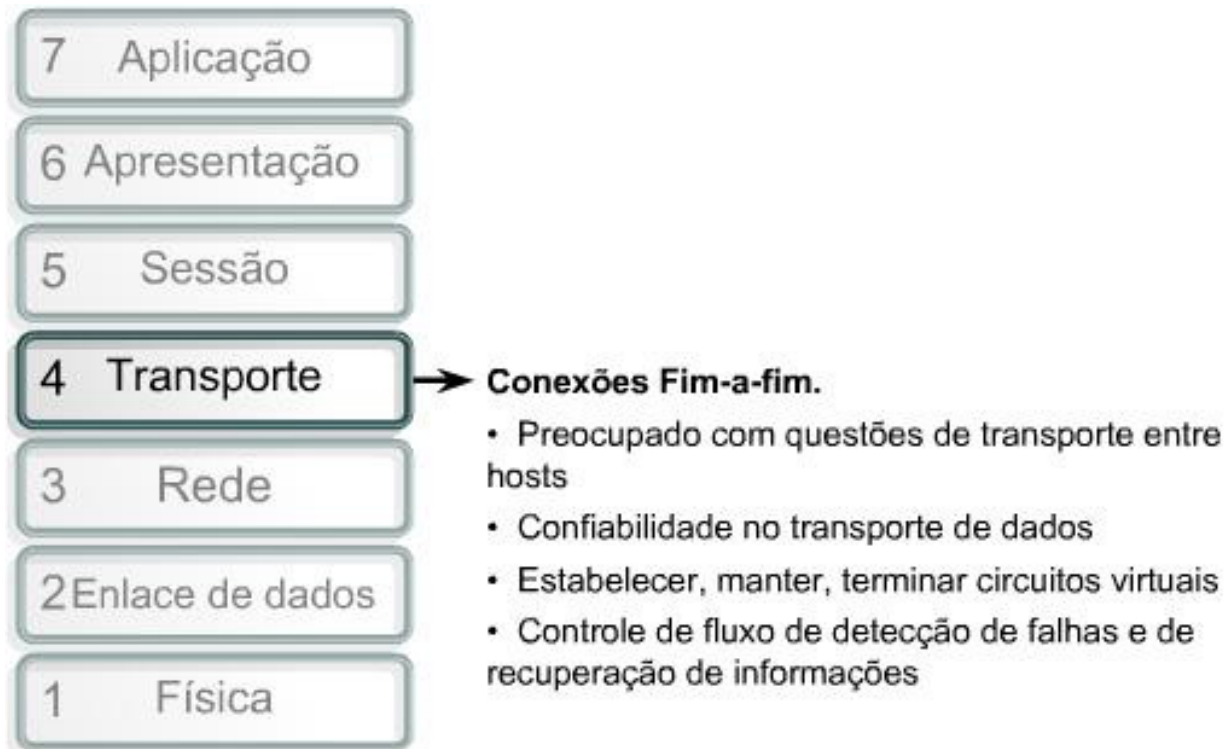 7 Aplicação
6 Apresentação
5 Sessão
4 Transporte
3 Rede
2 Enlace de dados
1 Física
Conexões Fim-a-fim.
• Preocupado com questões de transporte entre
hosts
• Confiabilidade no transporte de dados
• Estabelecer, manter, terminar circuitos virtuais
• Controle de fluxo de detecção de falhas e de
recuperação de informações